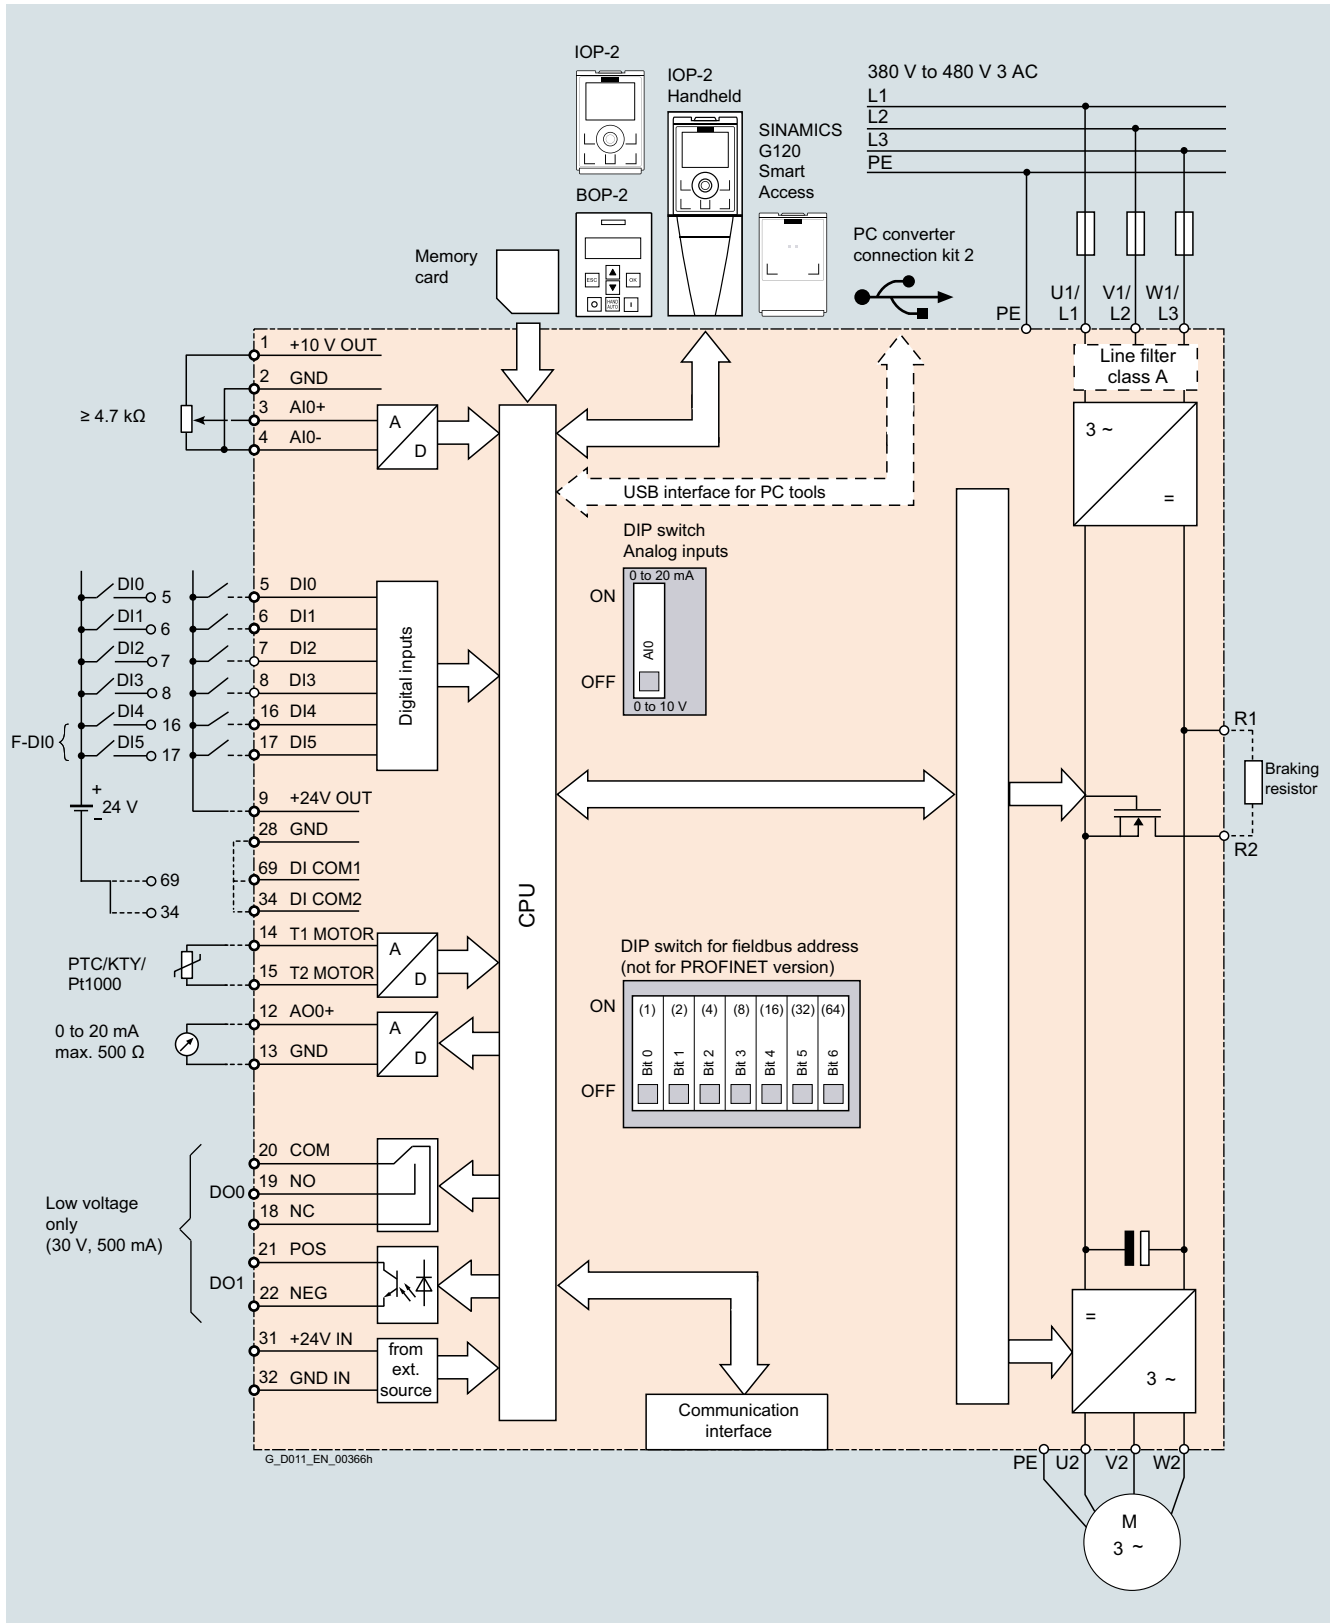 IOP-2
IOP-2
Handheld
SINAMICS
G120
Smart
Access
BOP-2
ESC
OK
HAND
AUTO
Memory
card
PC converter
connection kit 2
380 V to 480 V 3 AC
L1
L2
L3
PE
PE
U1/
L1
V1/
L2
W1/
L3
Line filter
class A
3 ~
=
1 +10 V OUT
2 GND
3 AI0+
4 AI0-
≥ 4.7 kΩ
A
D
USB interface for PC tools
DIP switch
Analog inputs
0 to 20 mA
ON
AI0
OFF
0 to 10 V
DI0 5
DI1 6
DI2 7
DI3 8
DI4 16
DI5 17
F-DI0
+
24 V
–
69
34
5 DI0
6 DI1
7 DI2
8 DI3
16 DI4
17 DI5
Digital inputs
9 +24V OUT
28 GND
69 DI COM1
34 DI COM2
14 T1 MOTOR
15 T2 MOTOR
PTC/KTY/
Pt1000
A
D
12 AO0+
13 GND
0 to 20 mA
max. 500 Ω
A
D
CPU
R1
Braking
resistor
R2
DIP switch for fieldbus address
(not for PROFINET version)
ON
(1) (2) (4) (8) (16) (32) (64)
Bit 0 Bit 1 Bit 2 Bit 3 Bit 4 Bit 5 Bit 6
OFF
20 COM
19 NO
18 NC
DO0
Low voltage
only
(30 V, 500 mA)
21 POS
22 NEG
DO1
31 +24V IN
32 GND IN
from
ext.
source
Communication
interface
=
3 ~
G_D011_EN_00366h
PE U2 V2 W2
M
3 ~